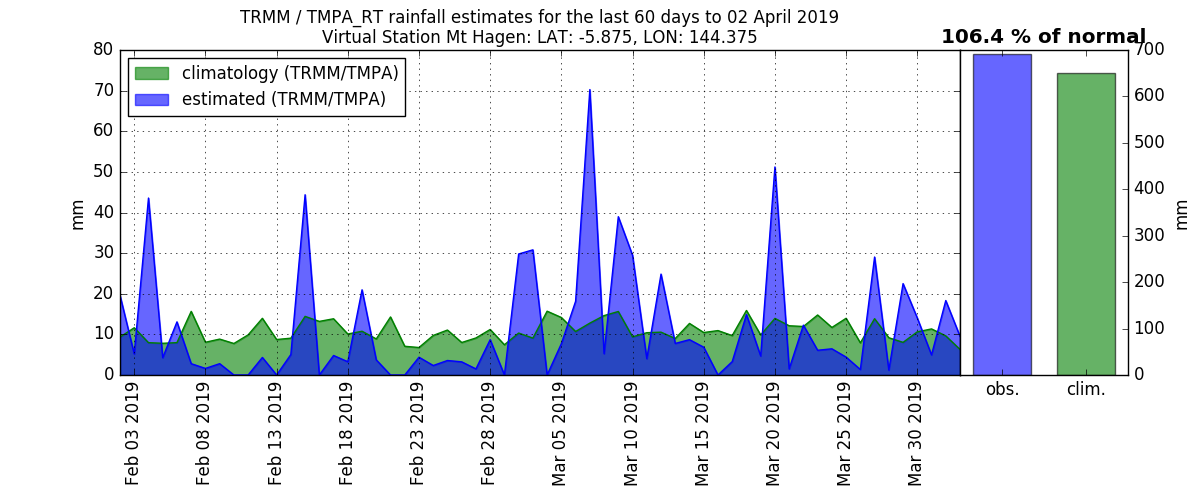 TRMM / TMPA_RT rainfall estimates for the last 60 days to 02 April 2019
Virtual Station Mt Hagen: LAT: -5.875, LON: 144.375
106.4 % of normal
climatology (TRMM/TMPA)
estimated (TRMM/TMPA)
80
70
60
50
40
30
20
10
0
mm
Feb 03 2019
Feb 08 2019
Feb 13 2019
Feb 18 2019
Feb 23 2019
Feb 28 2019
Mar 05 2019
Mar 10 2019
Mar 15 2019
Mar 20 2019
Mar 25 2019
Mar 30 2019
obs.
clim.
700
600
500
400
300
200
100
0
mm